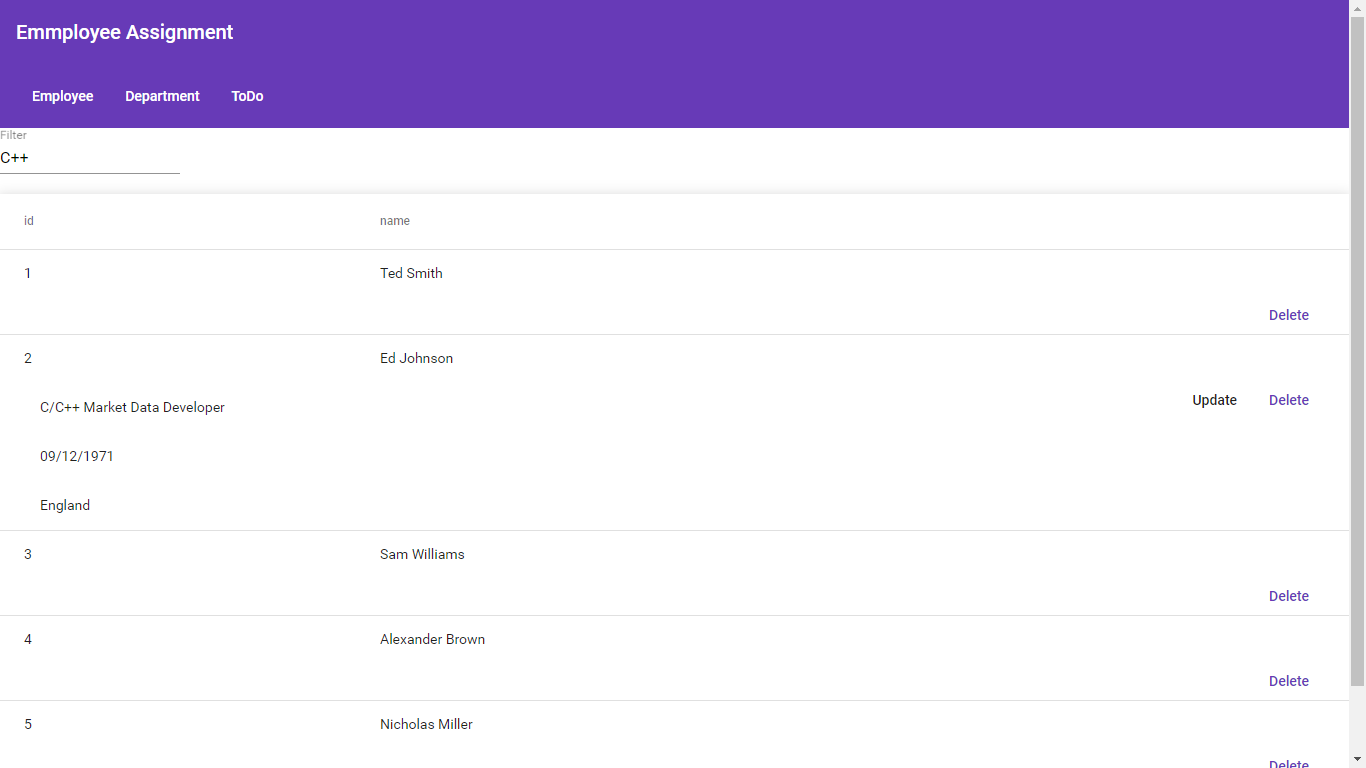 Emmployee Assignment
Employee Department ToDo
Filter
C++
id name
1 Ted Smith
Delete
2 Ed Johnson
C/C++ Market Data Developer Update Delete
09/12/1971
England
3 Sam Williams
Delete
4 Alexander Brown
Delete
5 Nicholas Miller
Delete